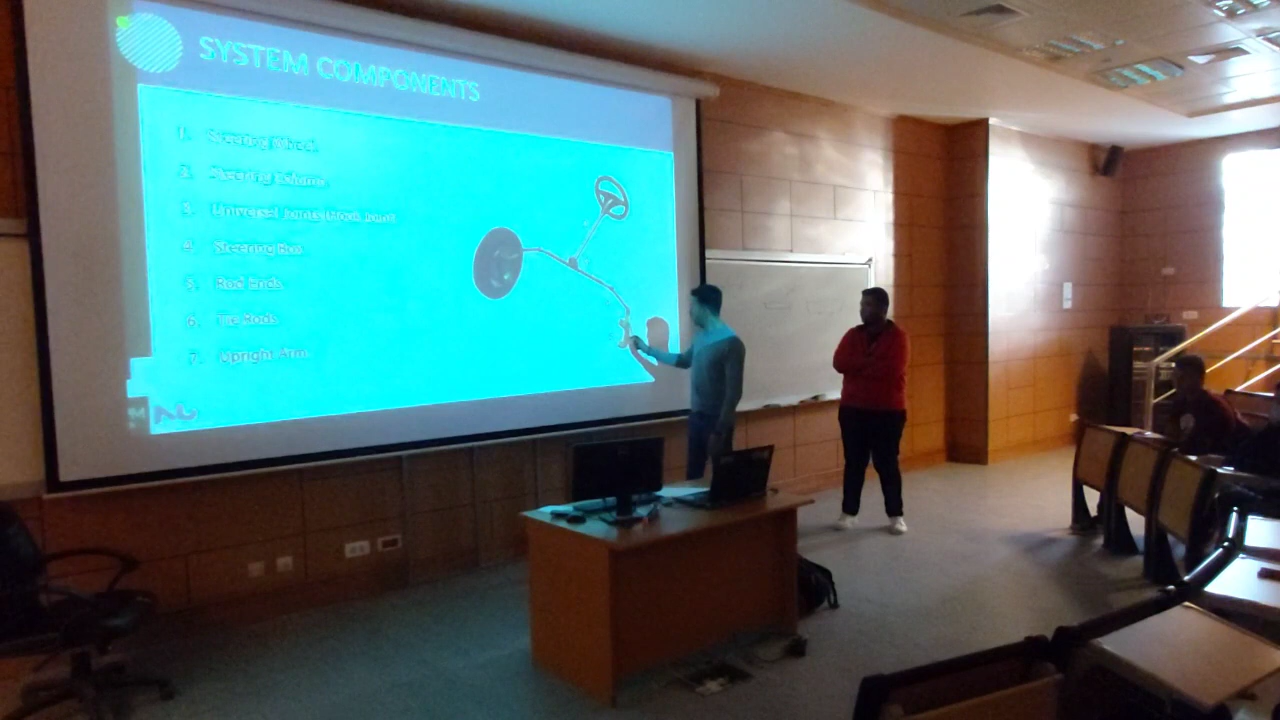 SYSTEM COMPONENTS
1. Steering Wheel
2. Steering Column
3. Universal Joints
4. Steering Box
5. Rod Ends
6. Tie Rods
7. Upright Arm